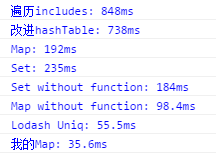 遍历includes: 848ms
改进hashTable: 738ms
Map: 192ms
Set: 235ms
Set without function: 184ms
Map without function: 98.4ms
Lodash Uniq: 55.5ms
我的Map: 35.6ms